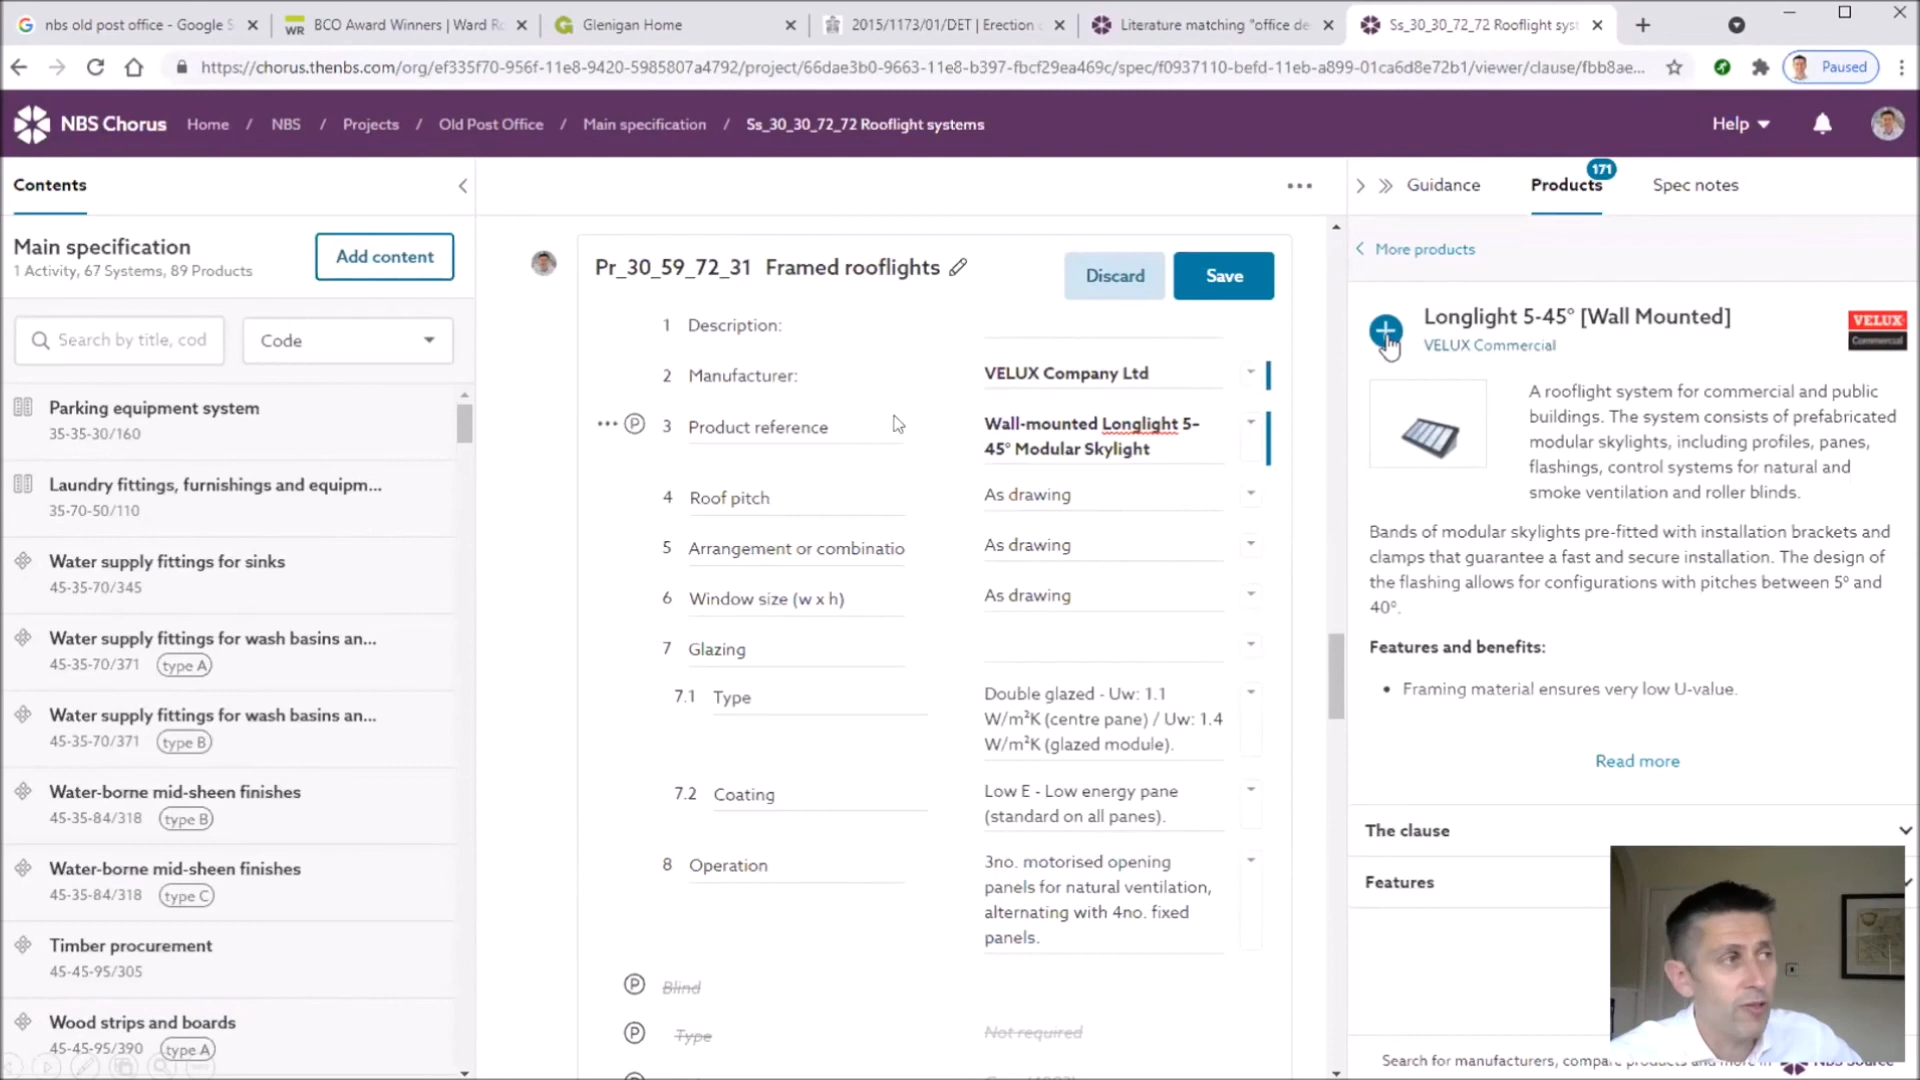 nbs old post office - Google S
BCO Award Winners | Ward Ro
Glenigan Home
2015/1173/01/DET | Erection o
Literature matching "office de
Ss_30_30_72_72 Rooflight syst
https://chorus.thenbs.com/org/ef335f70-956f-11e8-9420-5985807a4792/project/66dae3b0-9663-11e8-b397-fbcf29ea469c/spec/f0937110-befd-11eb-a899-01ca6d8e72b1/viewer/clause/fbb8ae...
Paused
NBS Chorus
Home / NBS / Projects / Old Post Office / Main specification / Ss_30_30_72_72 Rooflight systems
Help
Contents
Main specification
1 Activity, 67 Systems, 89 Products
Add content
Search by title, cod
Code
Parking equipment system
35-35-30/160
Laundry fittings, furnishings and equipm...
35-70-50/110
Water supply fittings for sinks
45-35-70/345
Water supply fittings for wash basins an...
45-35-70/371 type A
Water supply fittings for wash basins an...
45-35-70/371 type B
Water-borne mid-sheen finishes
45-35-84/318 type B
Water-borne mid-sheen finishes
45-35-84/318 type C
Timber procurement
45-45-95/305
Wood strips and boards
45-45-95/390 type A
Pr_30_59_72_31 Framed rooflights
Discard
Save
1 Description:
2 Manufacturer: VELUX Company Ltd
P 3 Product reference Wall-mounted Longlight 5-
45° Modular Skylight
4 Roof pitch As drawing
5 Arrangement or combinatio As drawing
6 Window size (w x h) As drawing
7 Glazing
7.1 Type Double glazed - Uw: 1.1
W/m²K (centre pane) / Uw: 1.4
W/m²K (glazed module).
7.2 Coating Low E - Low energy pane
(standard on all panes).
8 Operation 3no. motorised opening
panels for natural ventilation,
alternating with 4no. fixed
panels.
P Blind
P Type Not required
Guidance
Products
171
Spec notes
More products
Longlight 5-45° [Wall Mounted]
VELUX Commercial
VELUX
Commercial
A rooflight system for commercial and public
buildings. The system consists of prefabricated
modular skylights, including profiles, panes,
flashings, control systems for natural and
smoke ventilation and roller blinds.
Bands of modular skylights pre-fitted with installation brackets and
clamps that guarantee a fast and secure installation. The design of
the flashing allows for configurations with pitches between 5° and
40°.
Features and benefits:
• Framing material ensures very low U-value.
Read more
The clause
Features
Search for manufacturers, compare products and more in